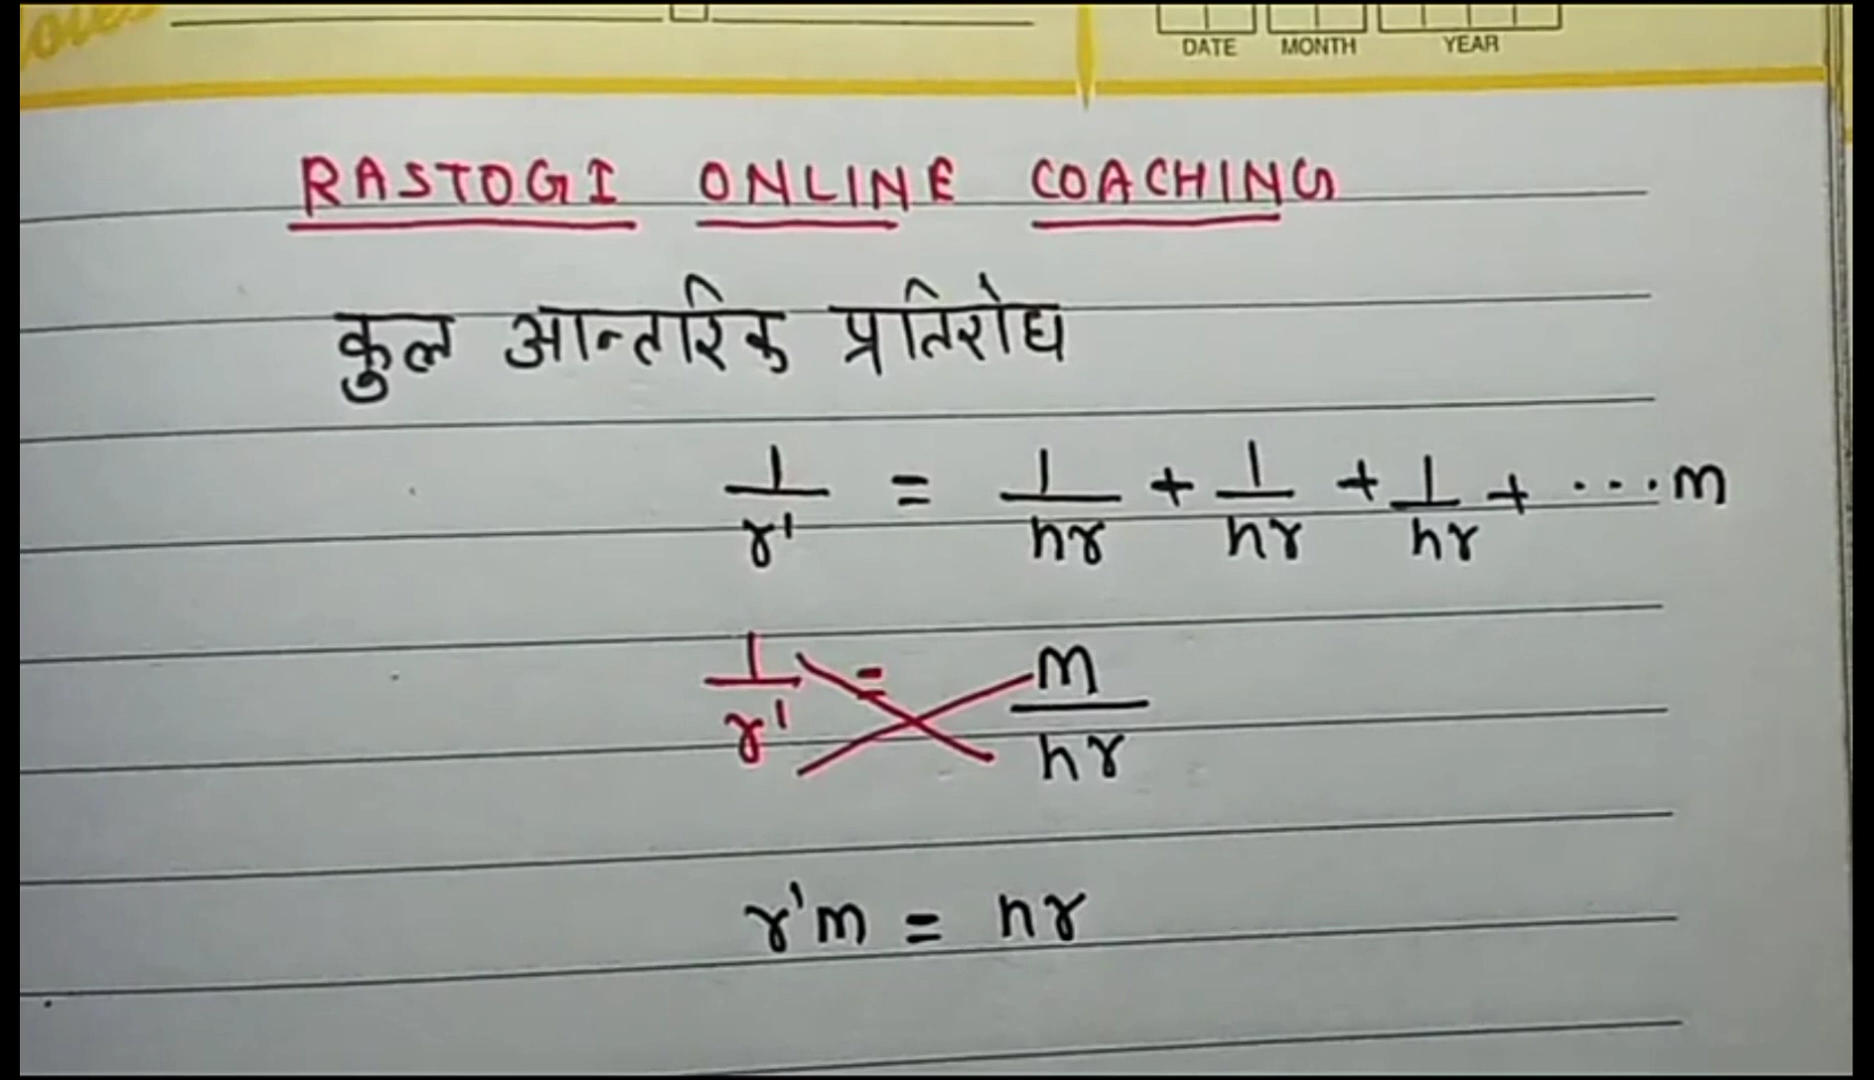 DATE MONTH YEAR
RASTOGI ONLINE COACHING
कुल आन्तरिक प्रतिरोध
1/r' = 1/nr + 1/nr + 1/nr + ....m
1/r' = m/nr
r'm = nr